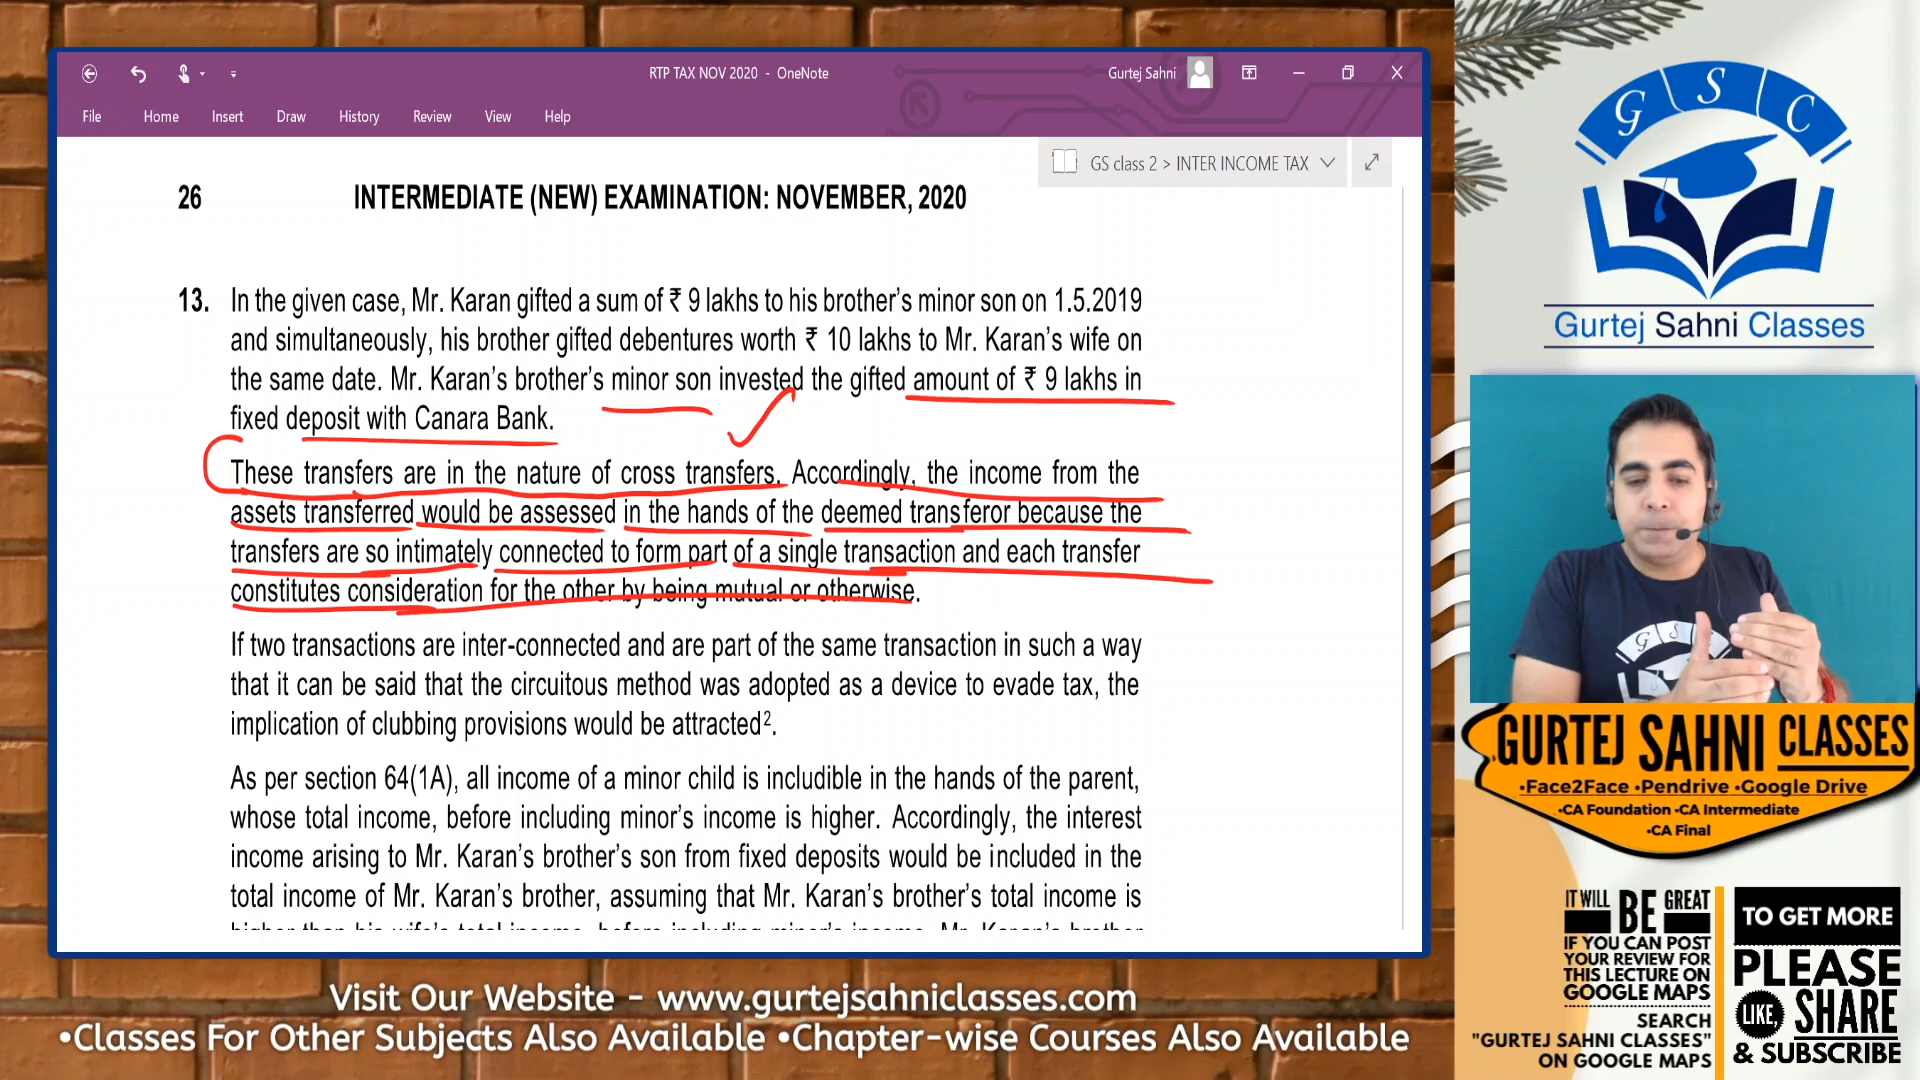 RTP TAX NOV 2020 - OneNote
Gurtej Sahni
File Home Insert Draw History Review View Help
GS class 2 > INTER INCOME TAX
26 INTERMEDIATE (NEW) EXAMINATION: NOVEMBER, 2020
13. In the given case, Mr. Karan gifted a sum of ₹ 9 lakhs to his brother's minor son on 1.5.2019
and simultaneously, his brother gifted debentures worth ₹ 10 lakhs to Mr. Karan's wife on
the same date. Mr. Karan's brother's minor son invested the gifted amount of ₹ 9 lakhs in
fixed deposit with Canara Bank.
These transfers are in the nature of cross transfers. Accordingly, the income from the
assets transferred would be assessed in the hands of the deemed transferor because the
transfers are so intimately connected to form part of a single transaction and each transfer
constitutes consideration for the other by being mutual or otherwise.
If two transactions are inter-connected and are part of the same transaction in such a way
that it can be said that the circuitous method was adopted as a device to evade tax, the
implication of clubbing provisions would be attracted2.
As per section 64(1A), all income of a minor child is includible in the hands of the parent,
whose total income, before including minor's income is higher. Accordingly, the interest
income arising to Mr. Karan's brother's son from fixed deposits would be included in the
total income of Mr. Karan's brother, assuming that Mr. Karan's brother's total income is
higher than his wife's total income, before including minor's income. Mr. Karan's brother
G S C
Gurtej Sahni Classes
G S
GURTEJ SAHNI CLASSES
•Face2Face •Pendrive •Google Drive
•CA Foundation •CA Intermediate
•CA Final
IT WILL BE GREAT
IF YOU CAN POST
YOUR REVIEW FOR
THIS LECTURE ON
GOOGLE MAPS
SEARCH
"GURTEJ SAHNI CLASSES"
ON GOOGLE MAPS
TO GET MORE
PLEASE
LIKE, SHARE
& SUBSCRIBE
Visit Our Website - www.gurtejsahniclasses.com
•Classes For Other Subjects Also Available •Chapter-wise Courses Also Available